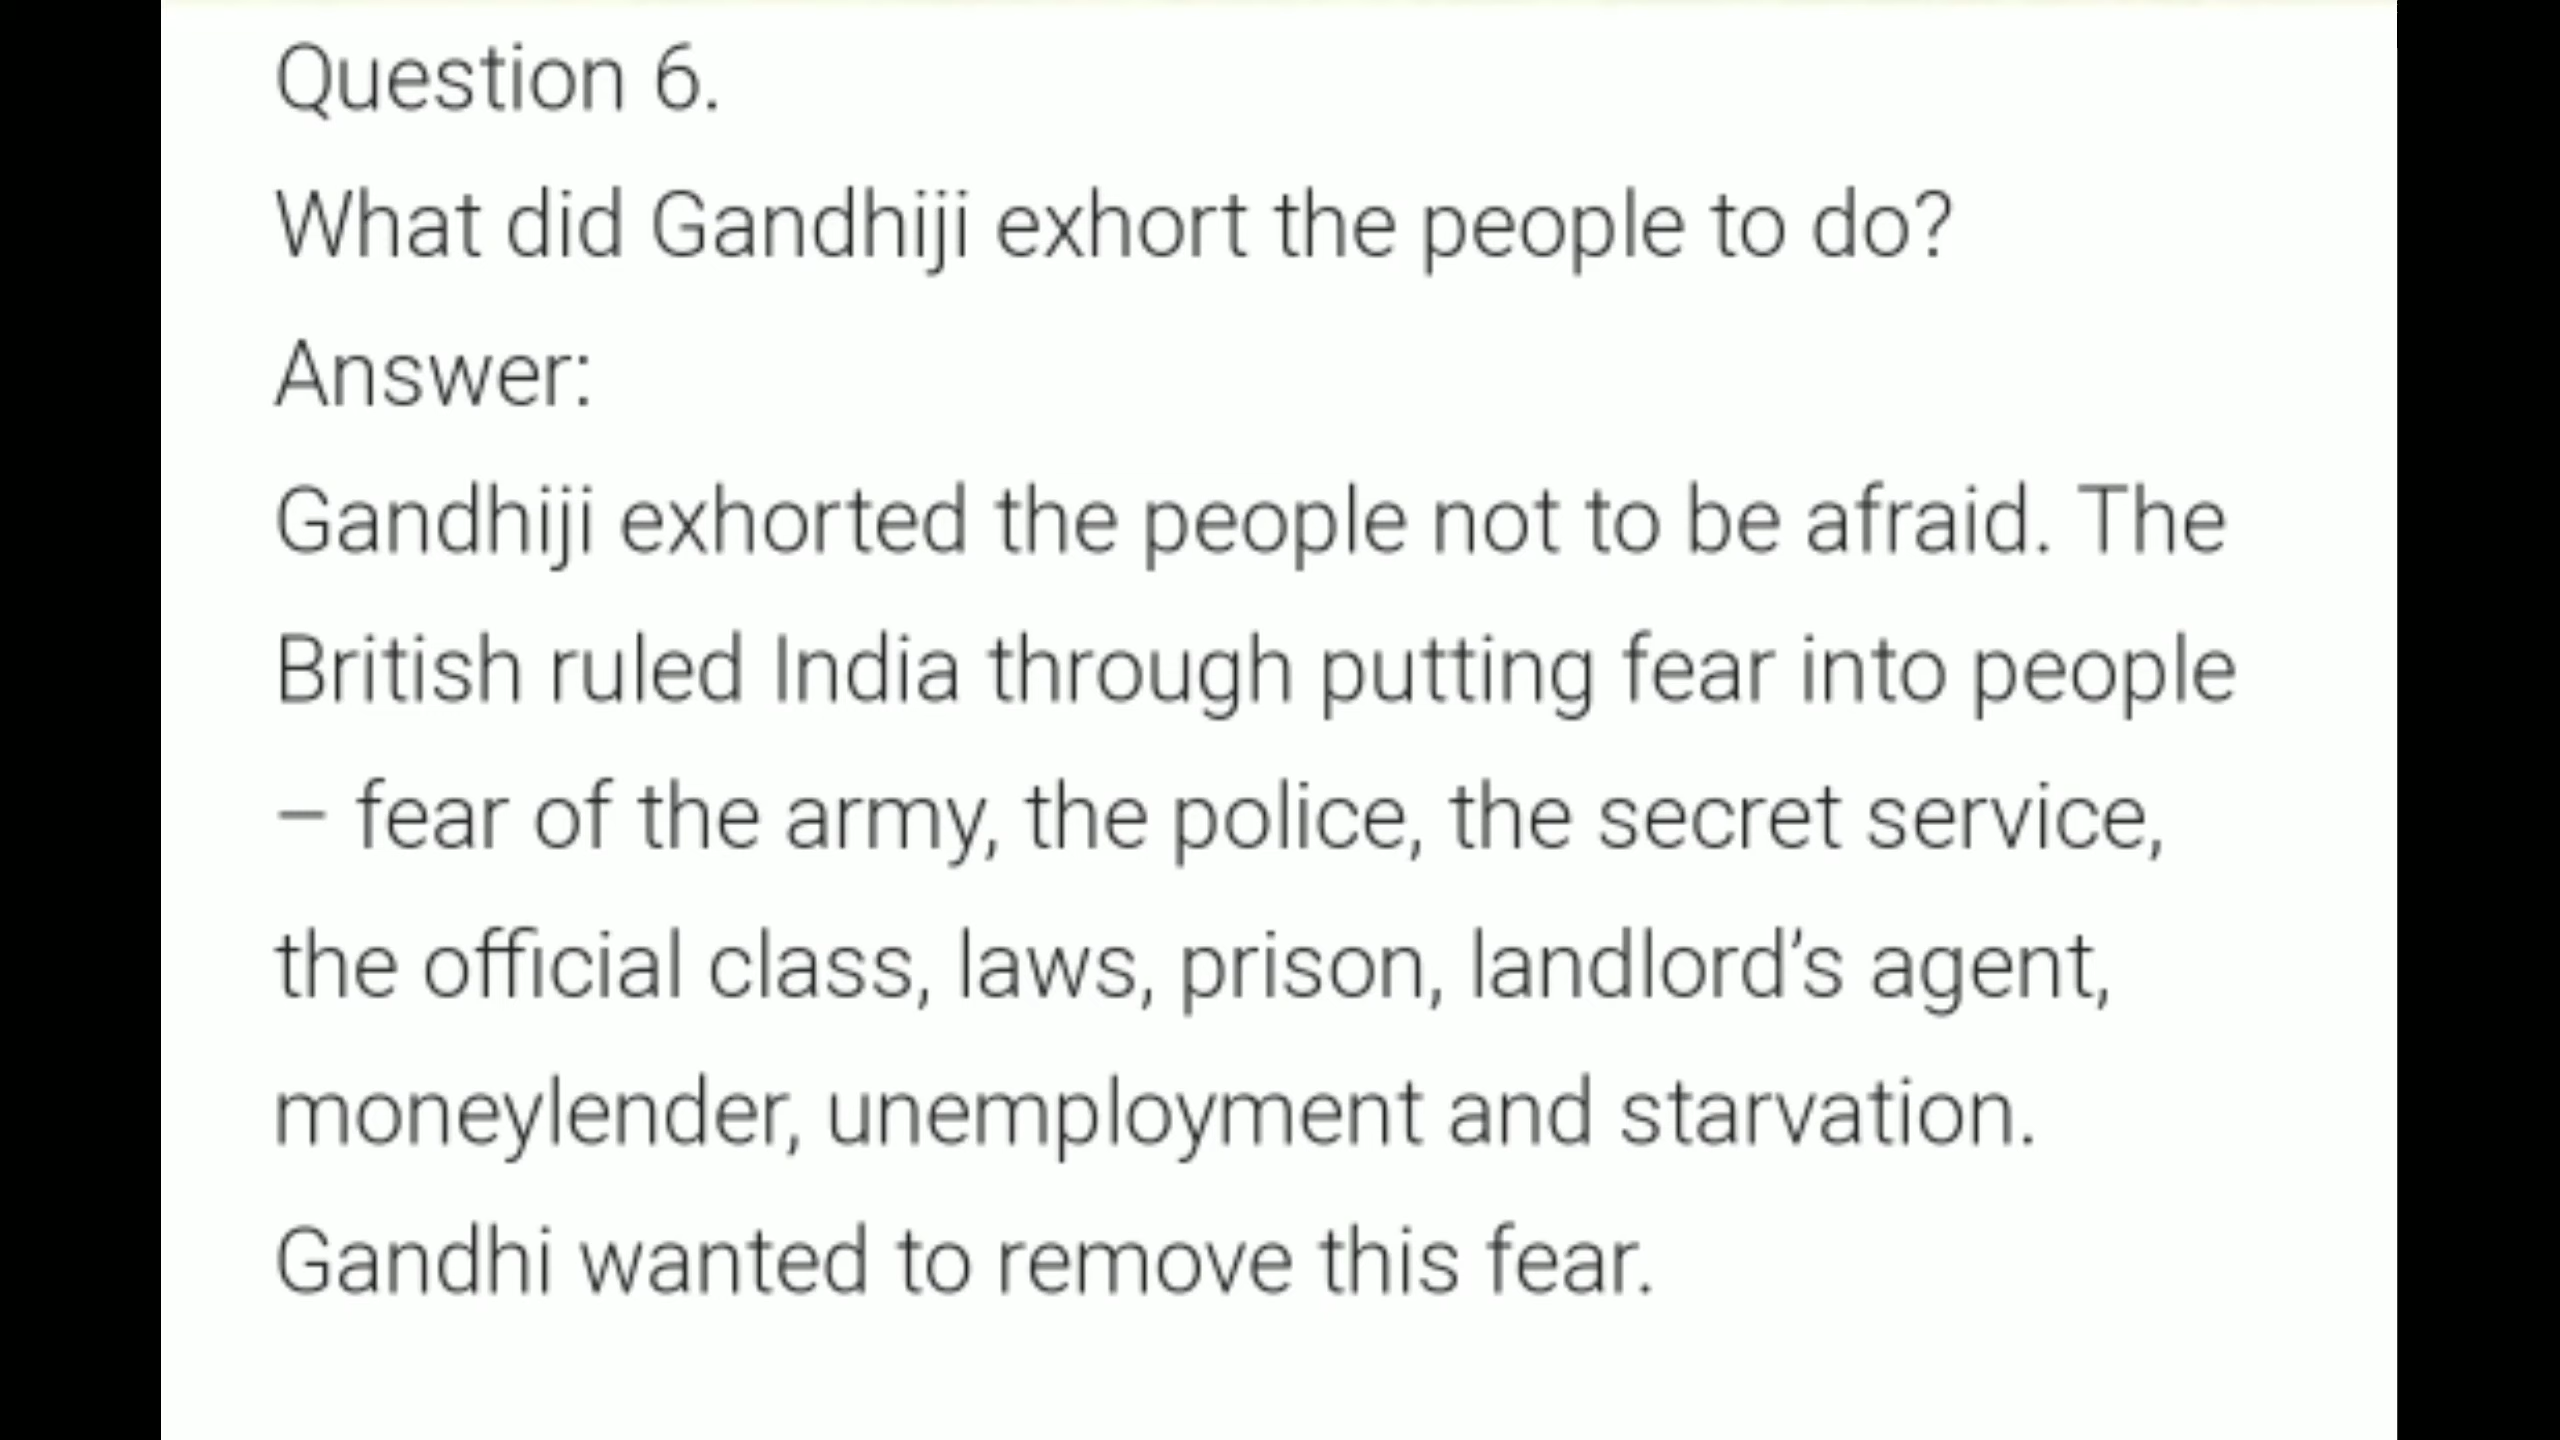 Question 6.
What did Gandhiji exhort the people to do?
Answer:
Gandhiji exhorted the people not to be afraid. The
British ruled India through putting fear into people
– fear of the army, the police, the secret service,
the official class, laws, prison, landlord’s agent,
moneylender, unemployment and starvation.
Gandhi wanted to remove this fear.